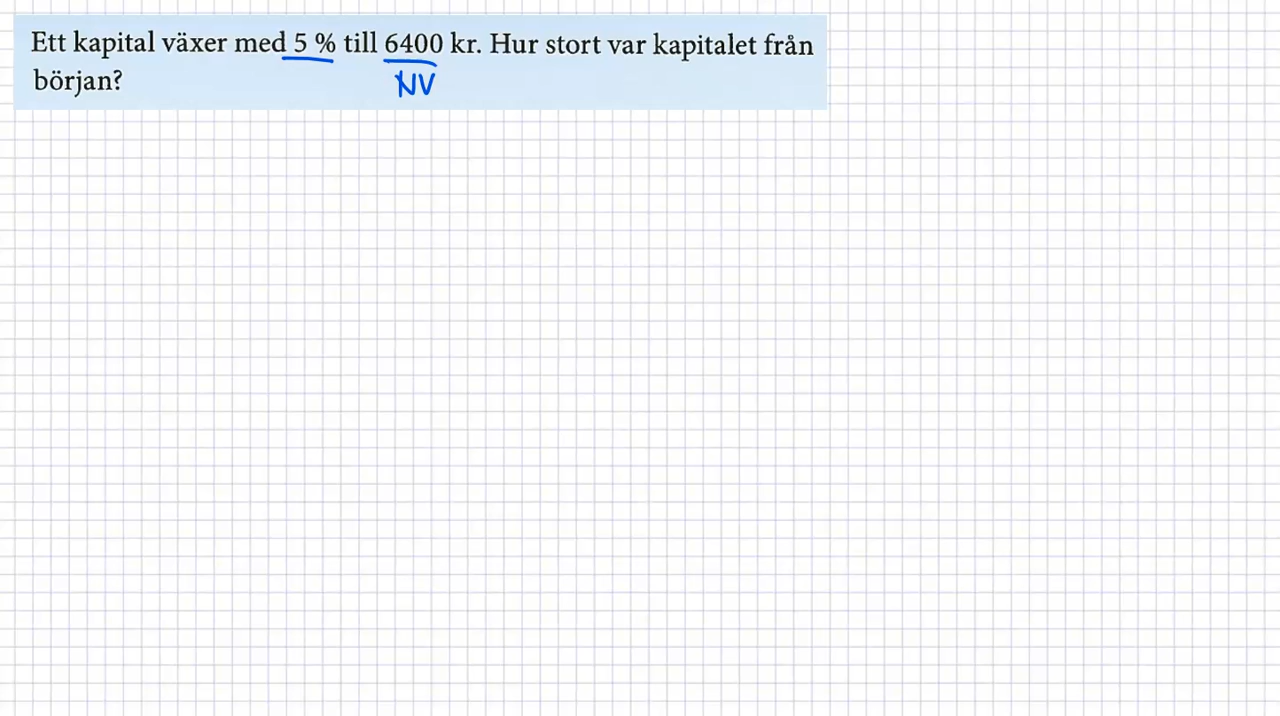 Ett kapital växer med 5 % till 6400 kr. Hur stort var kapitalet från
början?
NV